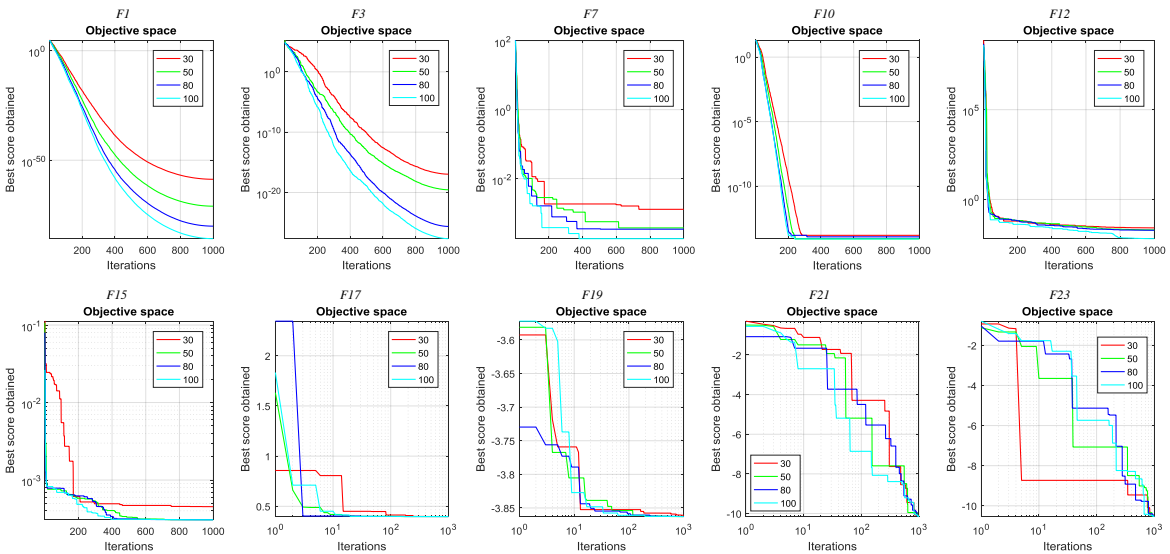 F1
Objective space
Best score obtained
10^0
10^-50
30
50
80
100
200 400 600 800 1000
Iterations
F3
Objective space
Best score obtained
10^0
10^-10
10^-20
30
50
80
100
200 400 600 800 1000
Iterations
F7
Objective space
Best score obtained
10^2
10^0
10^-2
30
50
80
100
200 400 600 800 1000
Iterations
F10
Objective space
Best score obtained
10^0
10^-5
10^-10
30
50
80
100
200 400 600 800 1000
Iterations
F12
Objective space
Best score obtained
10^5
10^0
30
50
80
100
200 400 600 800 1000
Iterations
F15
Objective space
Best score obtained
10^-1
10^-2
10^-3
30
50
80
100
200 400 600 800 1000
Iterations
F17
Objective space
Best score obtained
2
1.5
1
0.5
30
50
80
100
10^0 10^1 10^2 10^3
Iterations
F19
Objective space
Best score obtained
-3.6
-3.65
-3.7
-3.75
-3.8
-3.85
30
50
80
100
10^0 10^1 10^2 10^3
Iterations
F21
Objective space
Best score obtained
-2
-4
-6
-8
-10
30
50
80
100
10^0 10^1 10^2 10^3
Iterations
F23
Objective space
Best score obtained
-2
-4
-6
-8
-10
30
50
80
100
10^0 10^1 10^2 10^3
Iterations